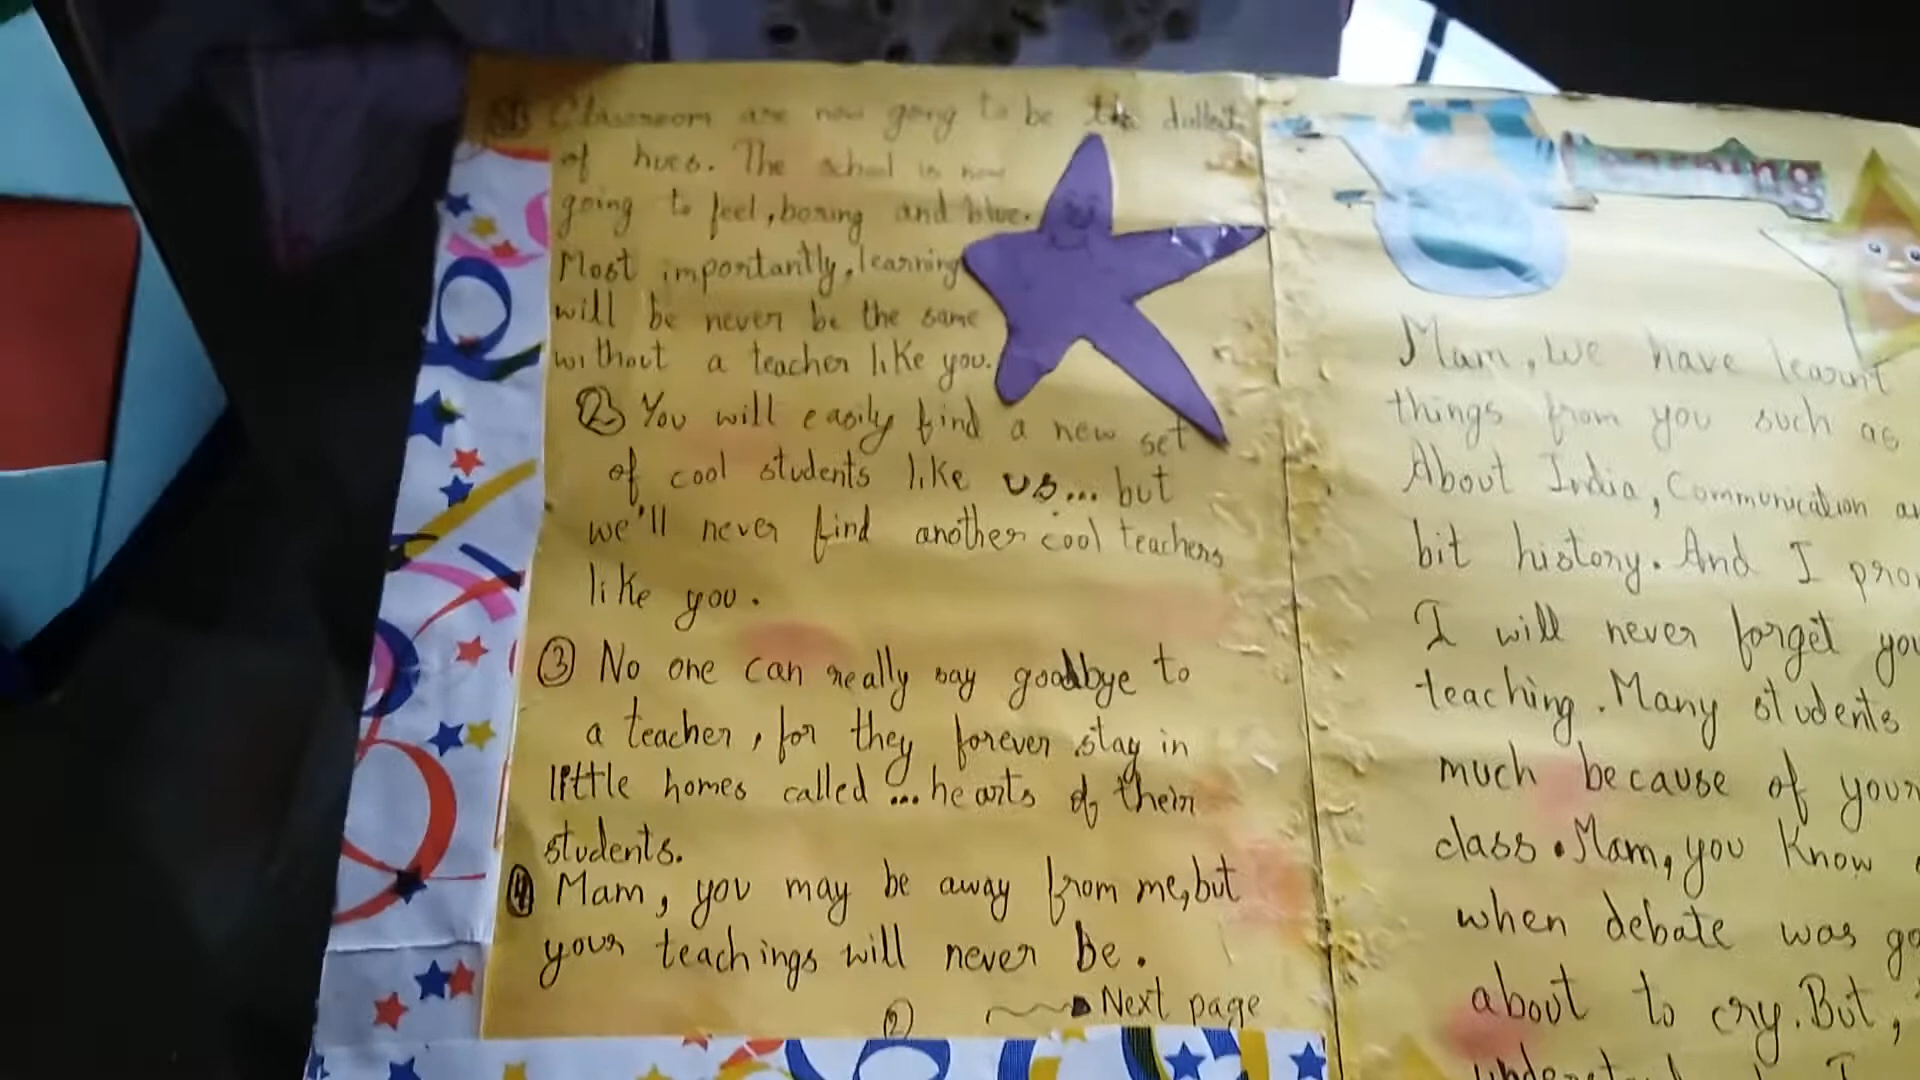 ① Classroom are now going to be the dullest
of hues. The school is now
going to feel, boring and blue.
Most importantly, learning
will be never be the same
without a teacher like you.
② You will easily find a new set
of cool students like us... but
we'll never find another cool teachers
like you.
③ No one can really say goodbye to
a teacher, for they forever stay in
little homes called ... hearts of their
students.
④ Mam, you may be away from me, but
your teachings will never be.
② Next page
Learning
Mam, We have learnt
things from you such as
About India, Communication
bit history. And I
I will never forget
teaching. Many students
much because of
class. Mam, you Know
when debate was
about to cry. But,